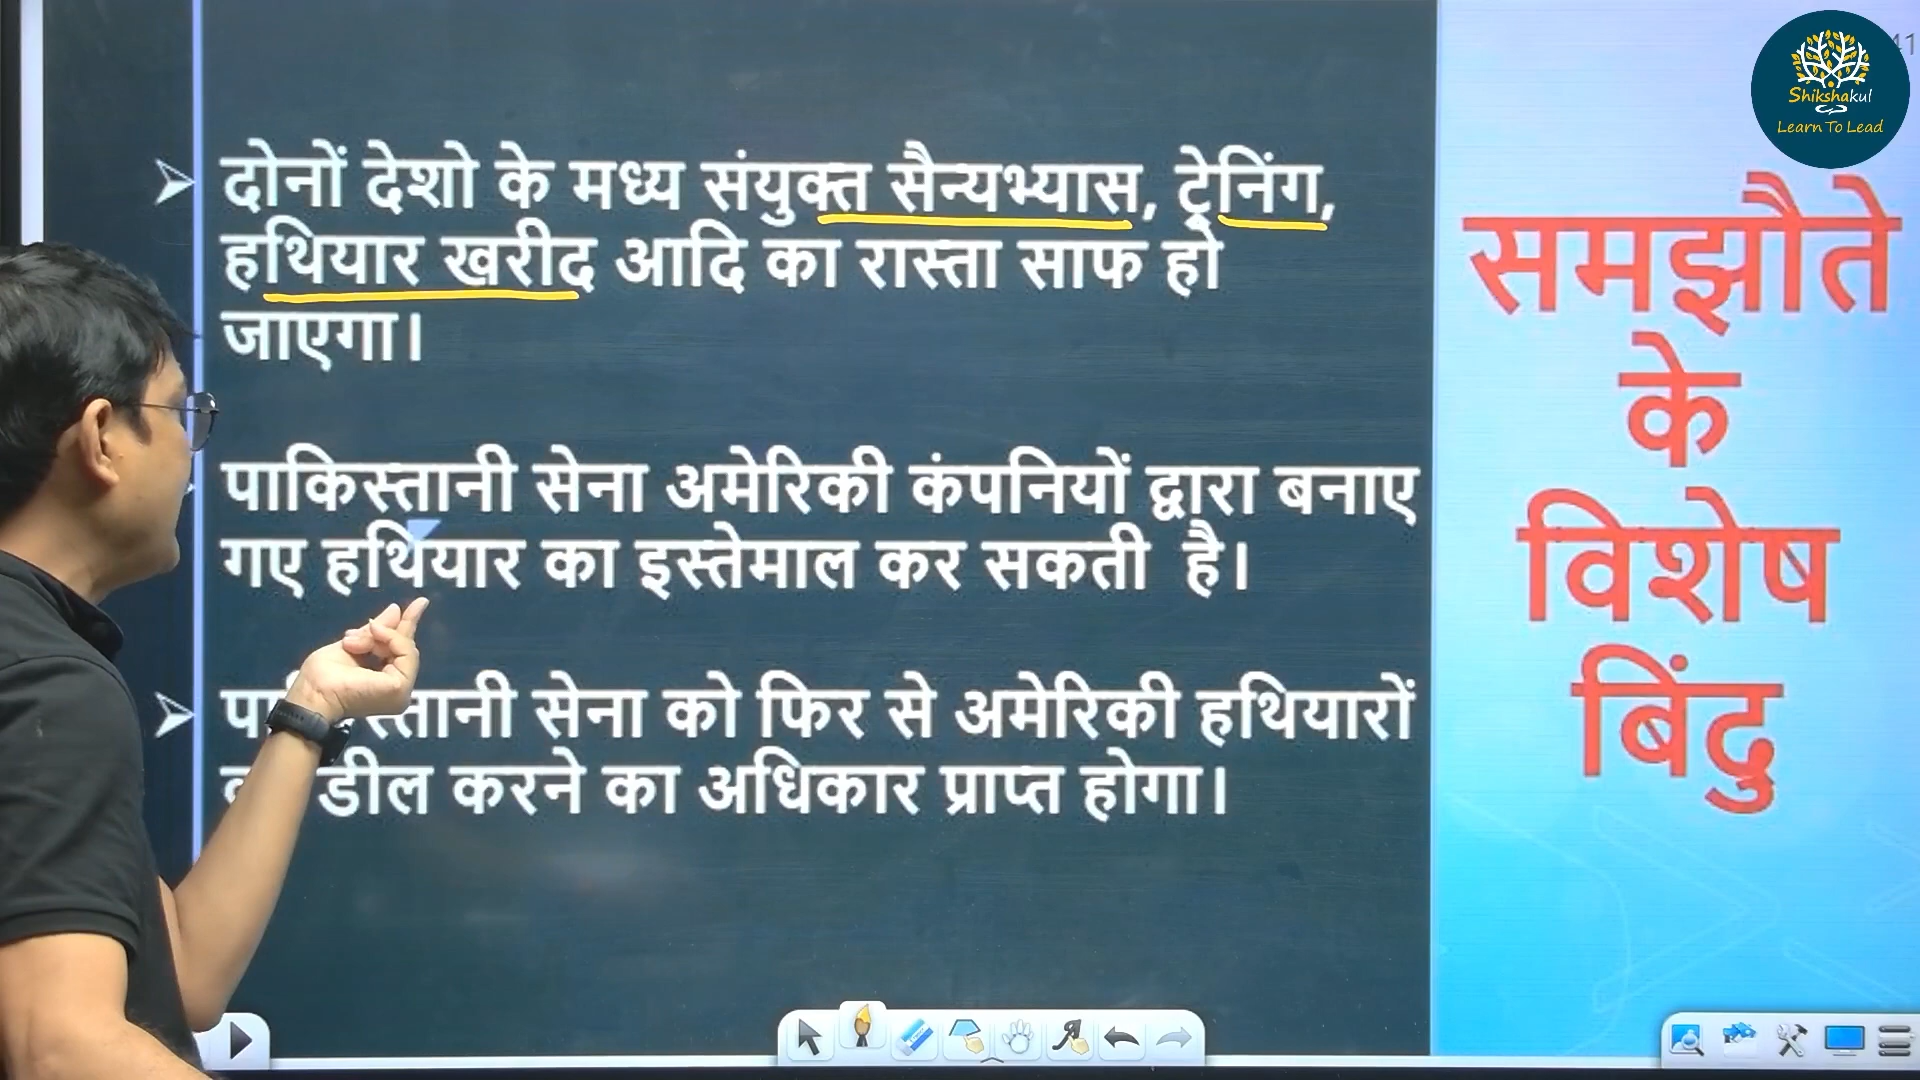 दोनों देशो के मध्य संयुक्त सैन्यभ्यास, ट्रेनिंग,
हथियार खरीद आदि का रास्ता साफ हो
जाएगा।
पाकिस्तानी सेना अमेरिकी कंपनियों द्वारा बनाए
गए हथियार का इस्तेमाल कर सकती है।
सेना को फिर से अमेरिकी हथियारों
डील करने का अधिकार प्राप्त होगा।
समझौते
के
विशेष
बिंदु
41
Shikshakul
Learn To Lead